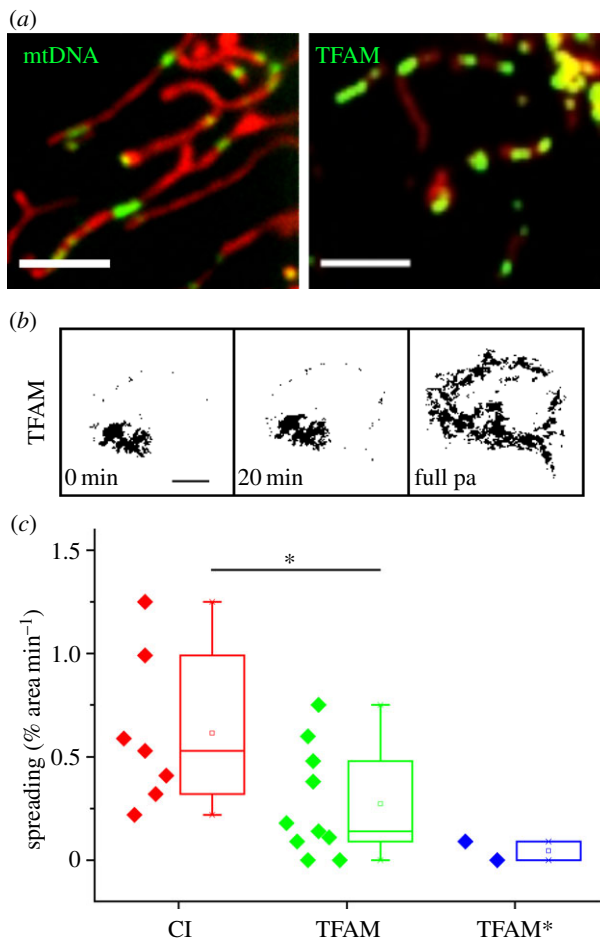 (a)
mtDNA TFAM
(b)
TFAM
0 min 20 min full pa
(c)
1.5
1.0
0.5
0
spreading (% area min⁻¹)
*
CI TFAM TFAM*